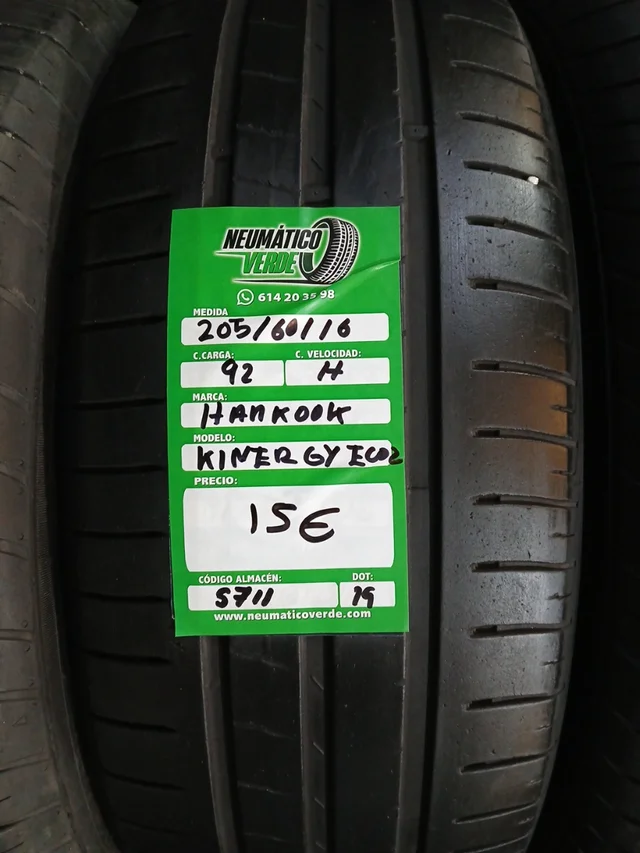 NEUMÁTICO
VERDE
614 20 35 98
MEDIDA
205/60/16
C.CARGA: C. VELOCIDAD:
92 H
MARCA:
HANKOOK
MODELO:
KINERGY ECO2
PRECIO:
15€
CÓDIGO ALMACÉN: DOT:
5711 19
www.neumaticoverde.com